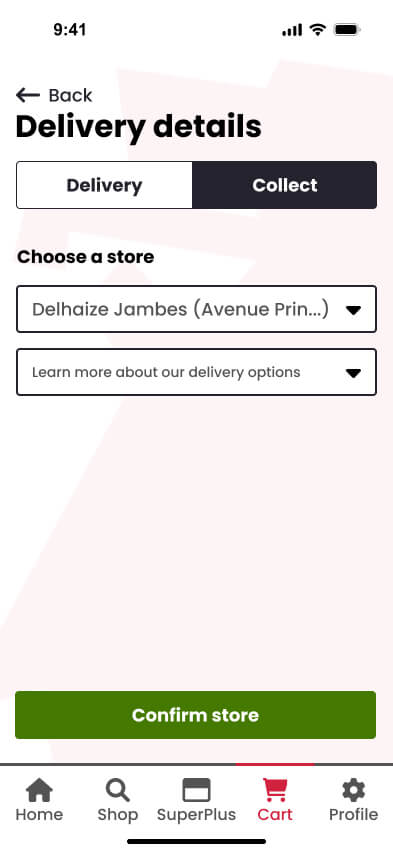 9:41
Back
Delivery details
Delivery Collect
Choose a store
Delhaize Jambes (Avenue Prin...)
Learn more about our delivery options
Confirm store
Home Shop SuperPlus Cart Profile